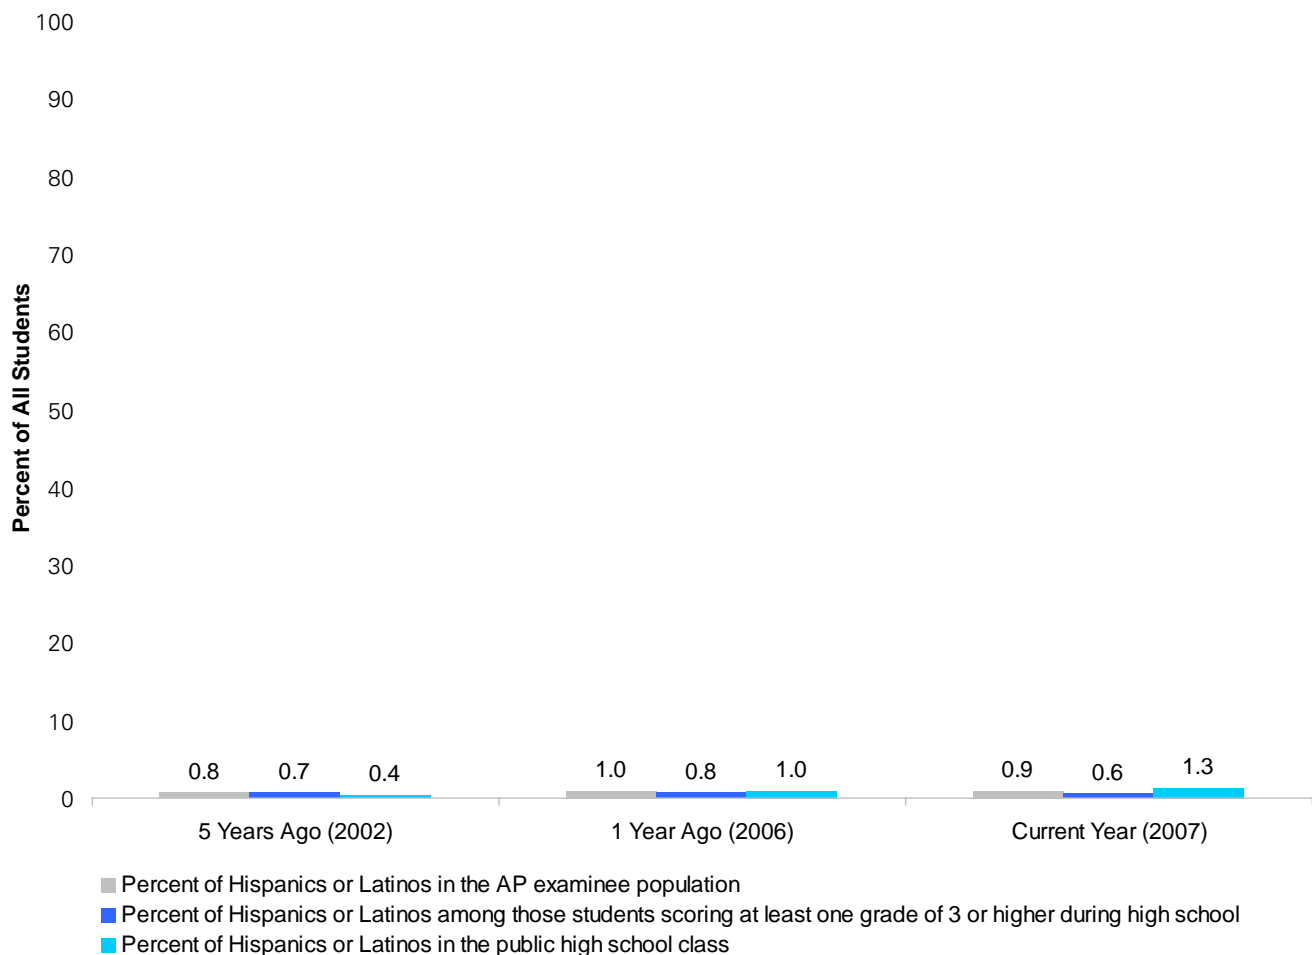 100
90
80
70
60
50
40
30
20
10
0
Percent of All Students
0.8 0.7 0.4 1.0 0.8 1.0 0.9 0.6 1.3
5 Years Ago (2002) 1 Year Ago (2006) Current Year (2007)
Percent of Hispanics or Latinos in the AP examinee population
Percent of Hispanics or Latinos among those students scoring at least one grade of 3 or higher during high school
Percent of Hispanics or Latinos in the public high school class